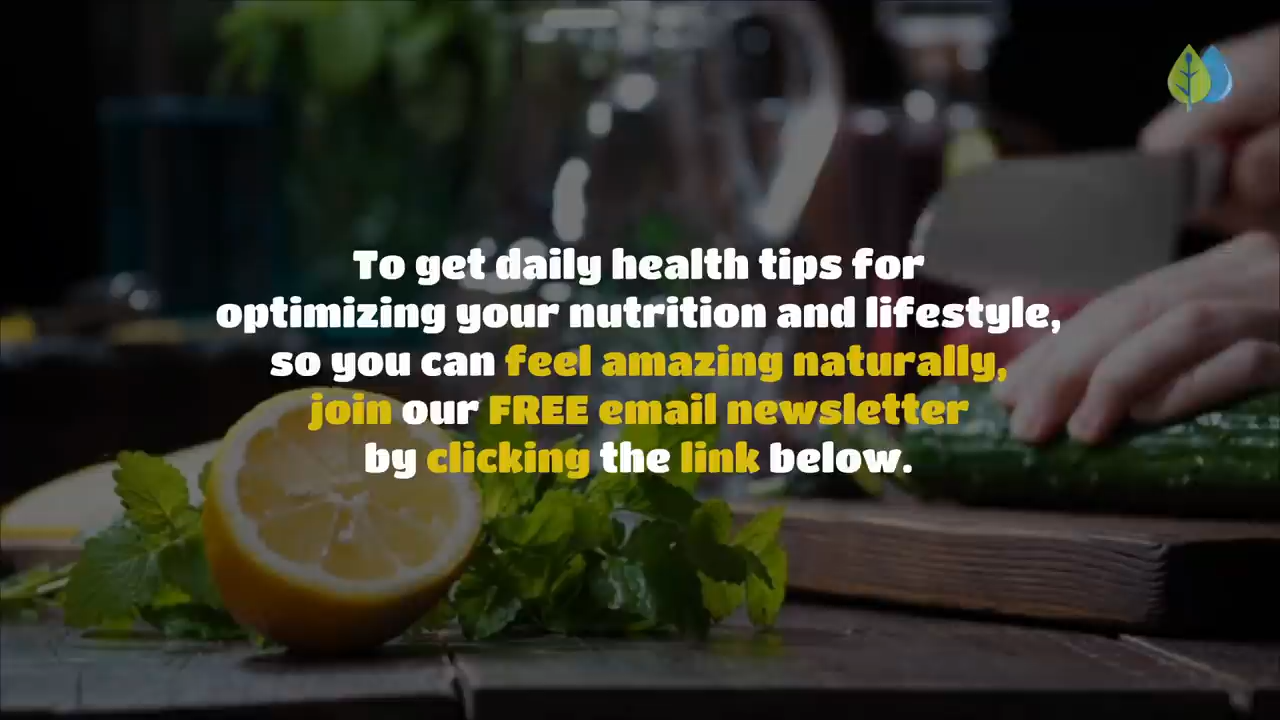 To get daily health tips for
optimizing your nutrition and lifestyle,
so you can feel amazing naturally,
join our FREE email newsletter
by clicking the link below.